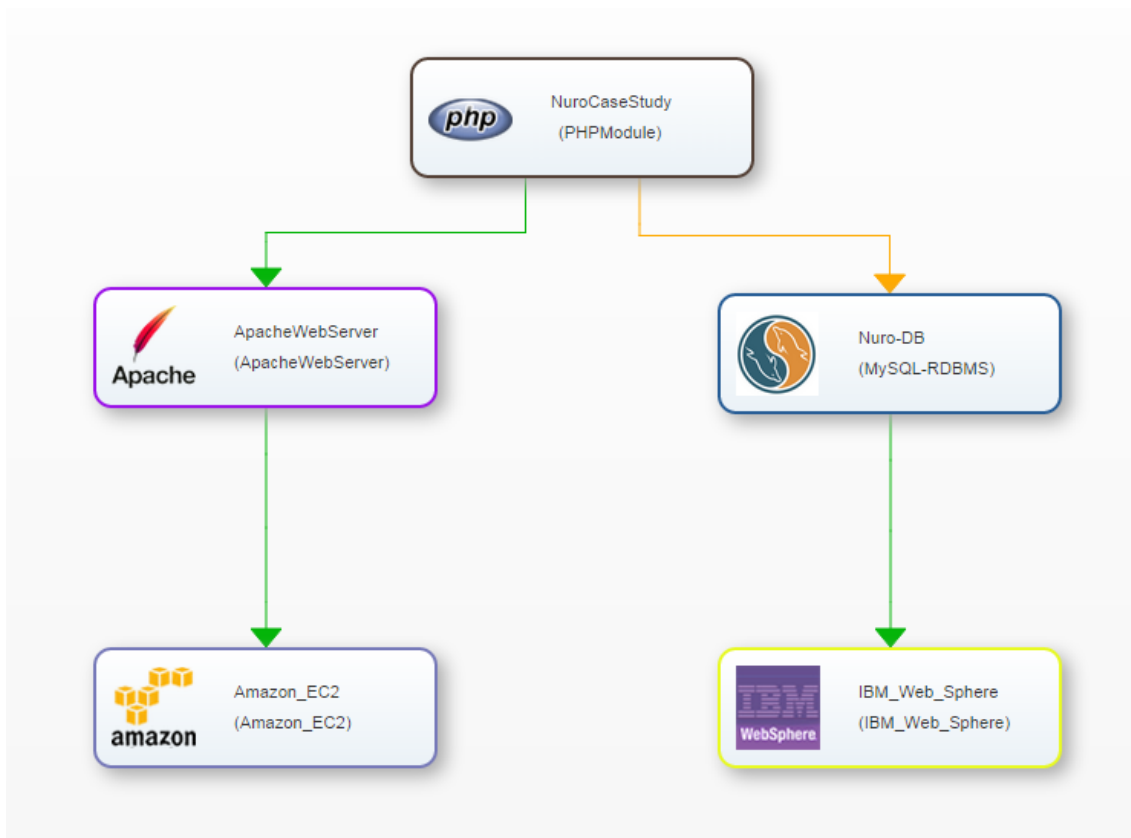 php
NuroCaseStudy
(PHPModule)
Apache
ApacheWebServer
(ApacheWebServer)
Nuro-DB
(MySQL-RDBMS)
amazon
Amazon_EC2
(Amazon_EC2)
IBM
WebSphere
IBM_Web_Sphere
(IBM_Web_Sphere)